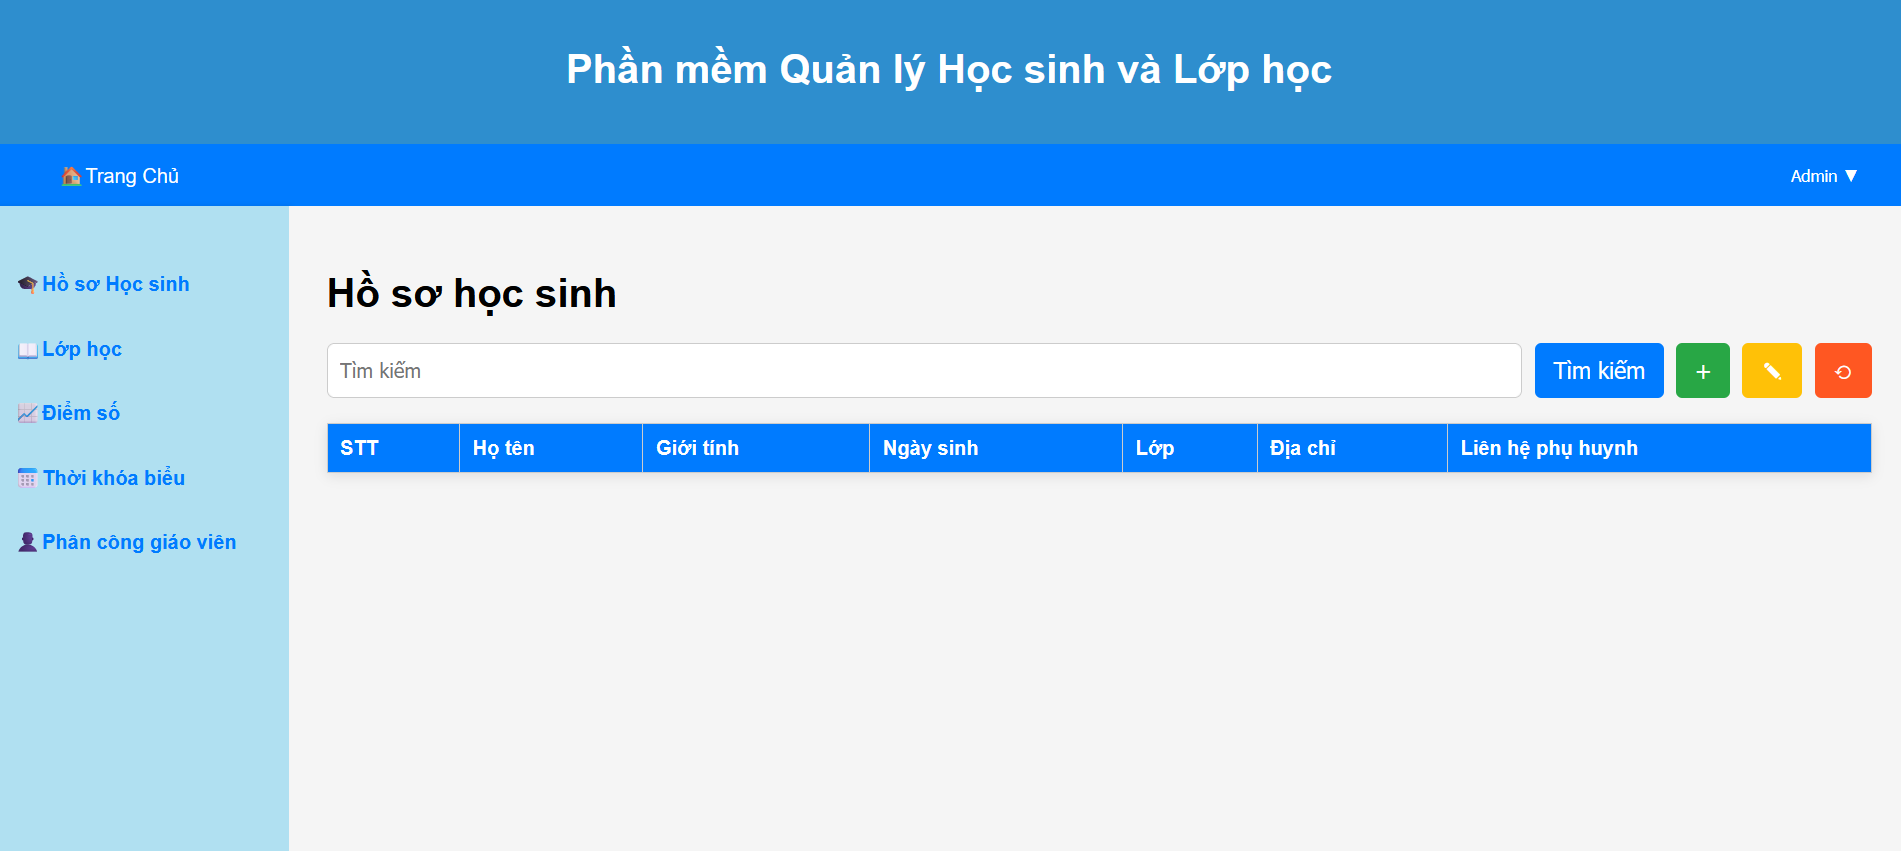 Phần mềm Quản lý Học sinh và Lớp học
🏠Trang Chủ
Admin ▼
🎓Hồ sơ Học sinh
📖Lớp học
📈Điểm số
📅Thời khóa biểu
👤Phân công giáo viên
Hồ sơ học sinh
Tìm kiếm
Tìm kiếm
+
STT Họ tên Giới tính Ngày sinh Lớp Địa chỉ Liên hệ phụ huynh